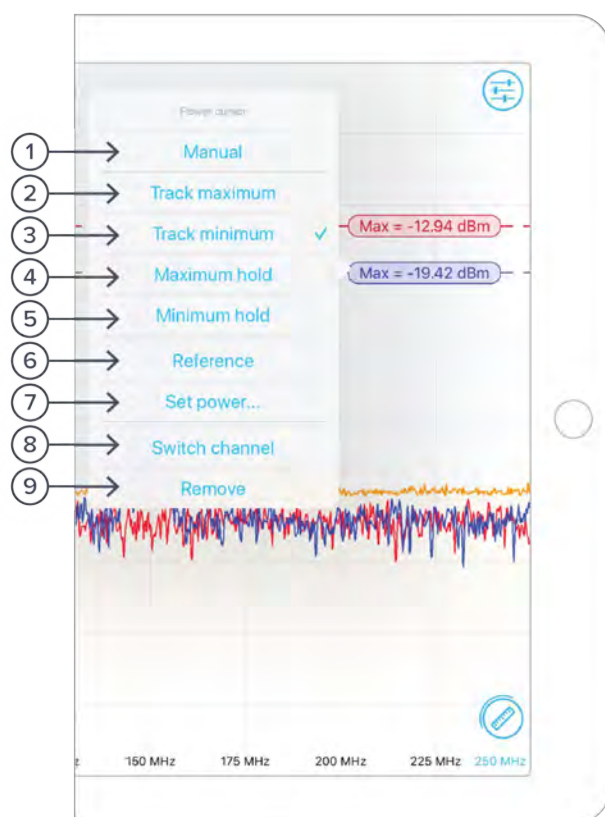 Power cursor
1 Manual
2 Track maximum
3 Track minimum ✓ Max = -12.94 dBm
4 Maximum hold Max = -19.42 dBm
5 Minimum hold
6 Reference
7 Set power...
8 Switch channel
9 Remove
150 MHz 175 MHz 200 MHz 225 MHz 250 MHz